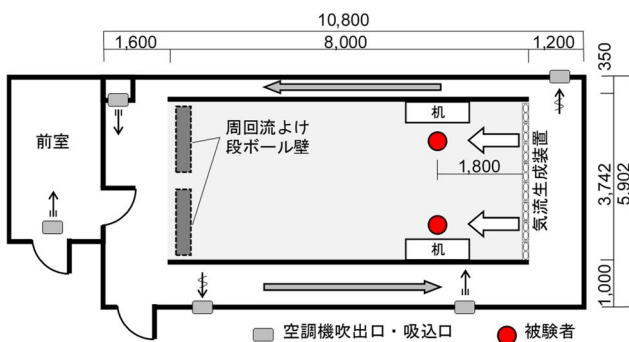 10,800
1,600
8,000
1,200
350
前室
周回流よけ
段ボール壁
机
1,800
気流生成装置
3,742
5,902
机
1,000
空調機吹出口・吸込口
被験者